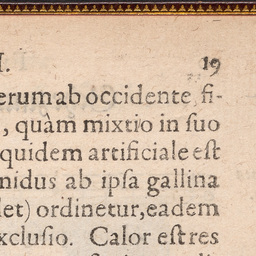 I. 19
erum ab occidente fi-
, quàm mixtio in ſuo
quidem artificiale eſt
nidus ab ipſa gallina
let) ordinetur, eadem
xcluſio. Calor eſt res